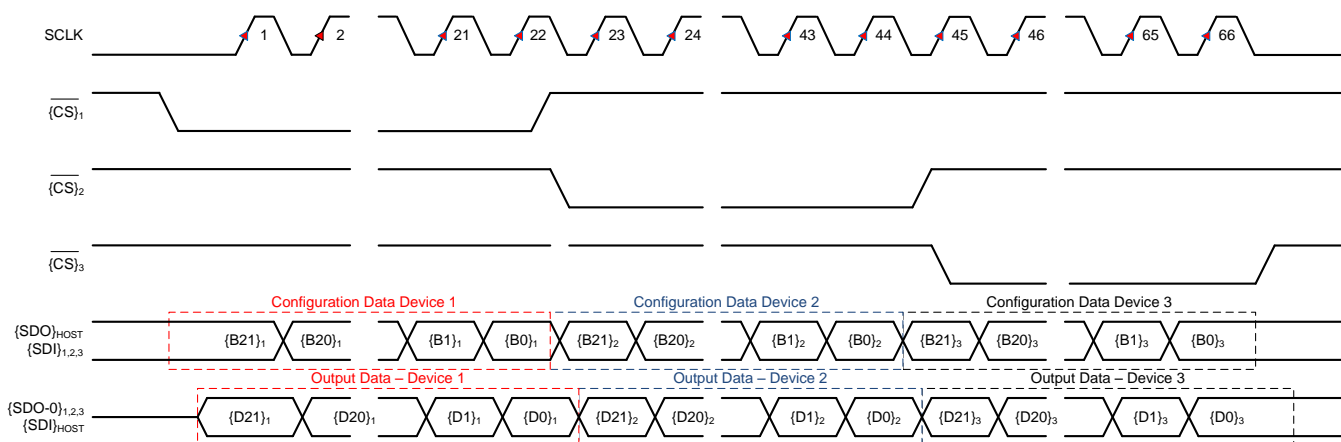 SCLK 1 2 21 22 23 24 43 44 45 46 65 66
{CS}1
{CS}2
{CS}3
Configuration Data Device 1 Configuration Data Device 2 Configuration Data Device 3
{SDO}HOST
{SDI}1,2,3
{B21}1 {B20}1 {B1}1 {B0}1 {B21}2 {B20}2 {B1}2 {B0}2 {B21}3 {B20}3 {B1}3 {B0}3
Output Data – Device 1 Output Data – Device 2 Output Data – Device 3
{SDO-0}1,2,3
{SDI}HOST
{D21}1 {D20}1 {D1}1 {D0}1 {D21}2 {D20}2 {D1}2 {D0}2 {D21}3 {D20}3 {D1}3 {D0}3